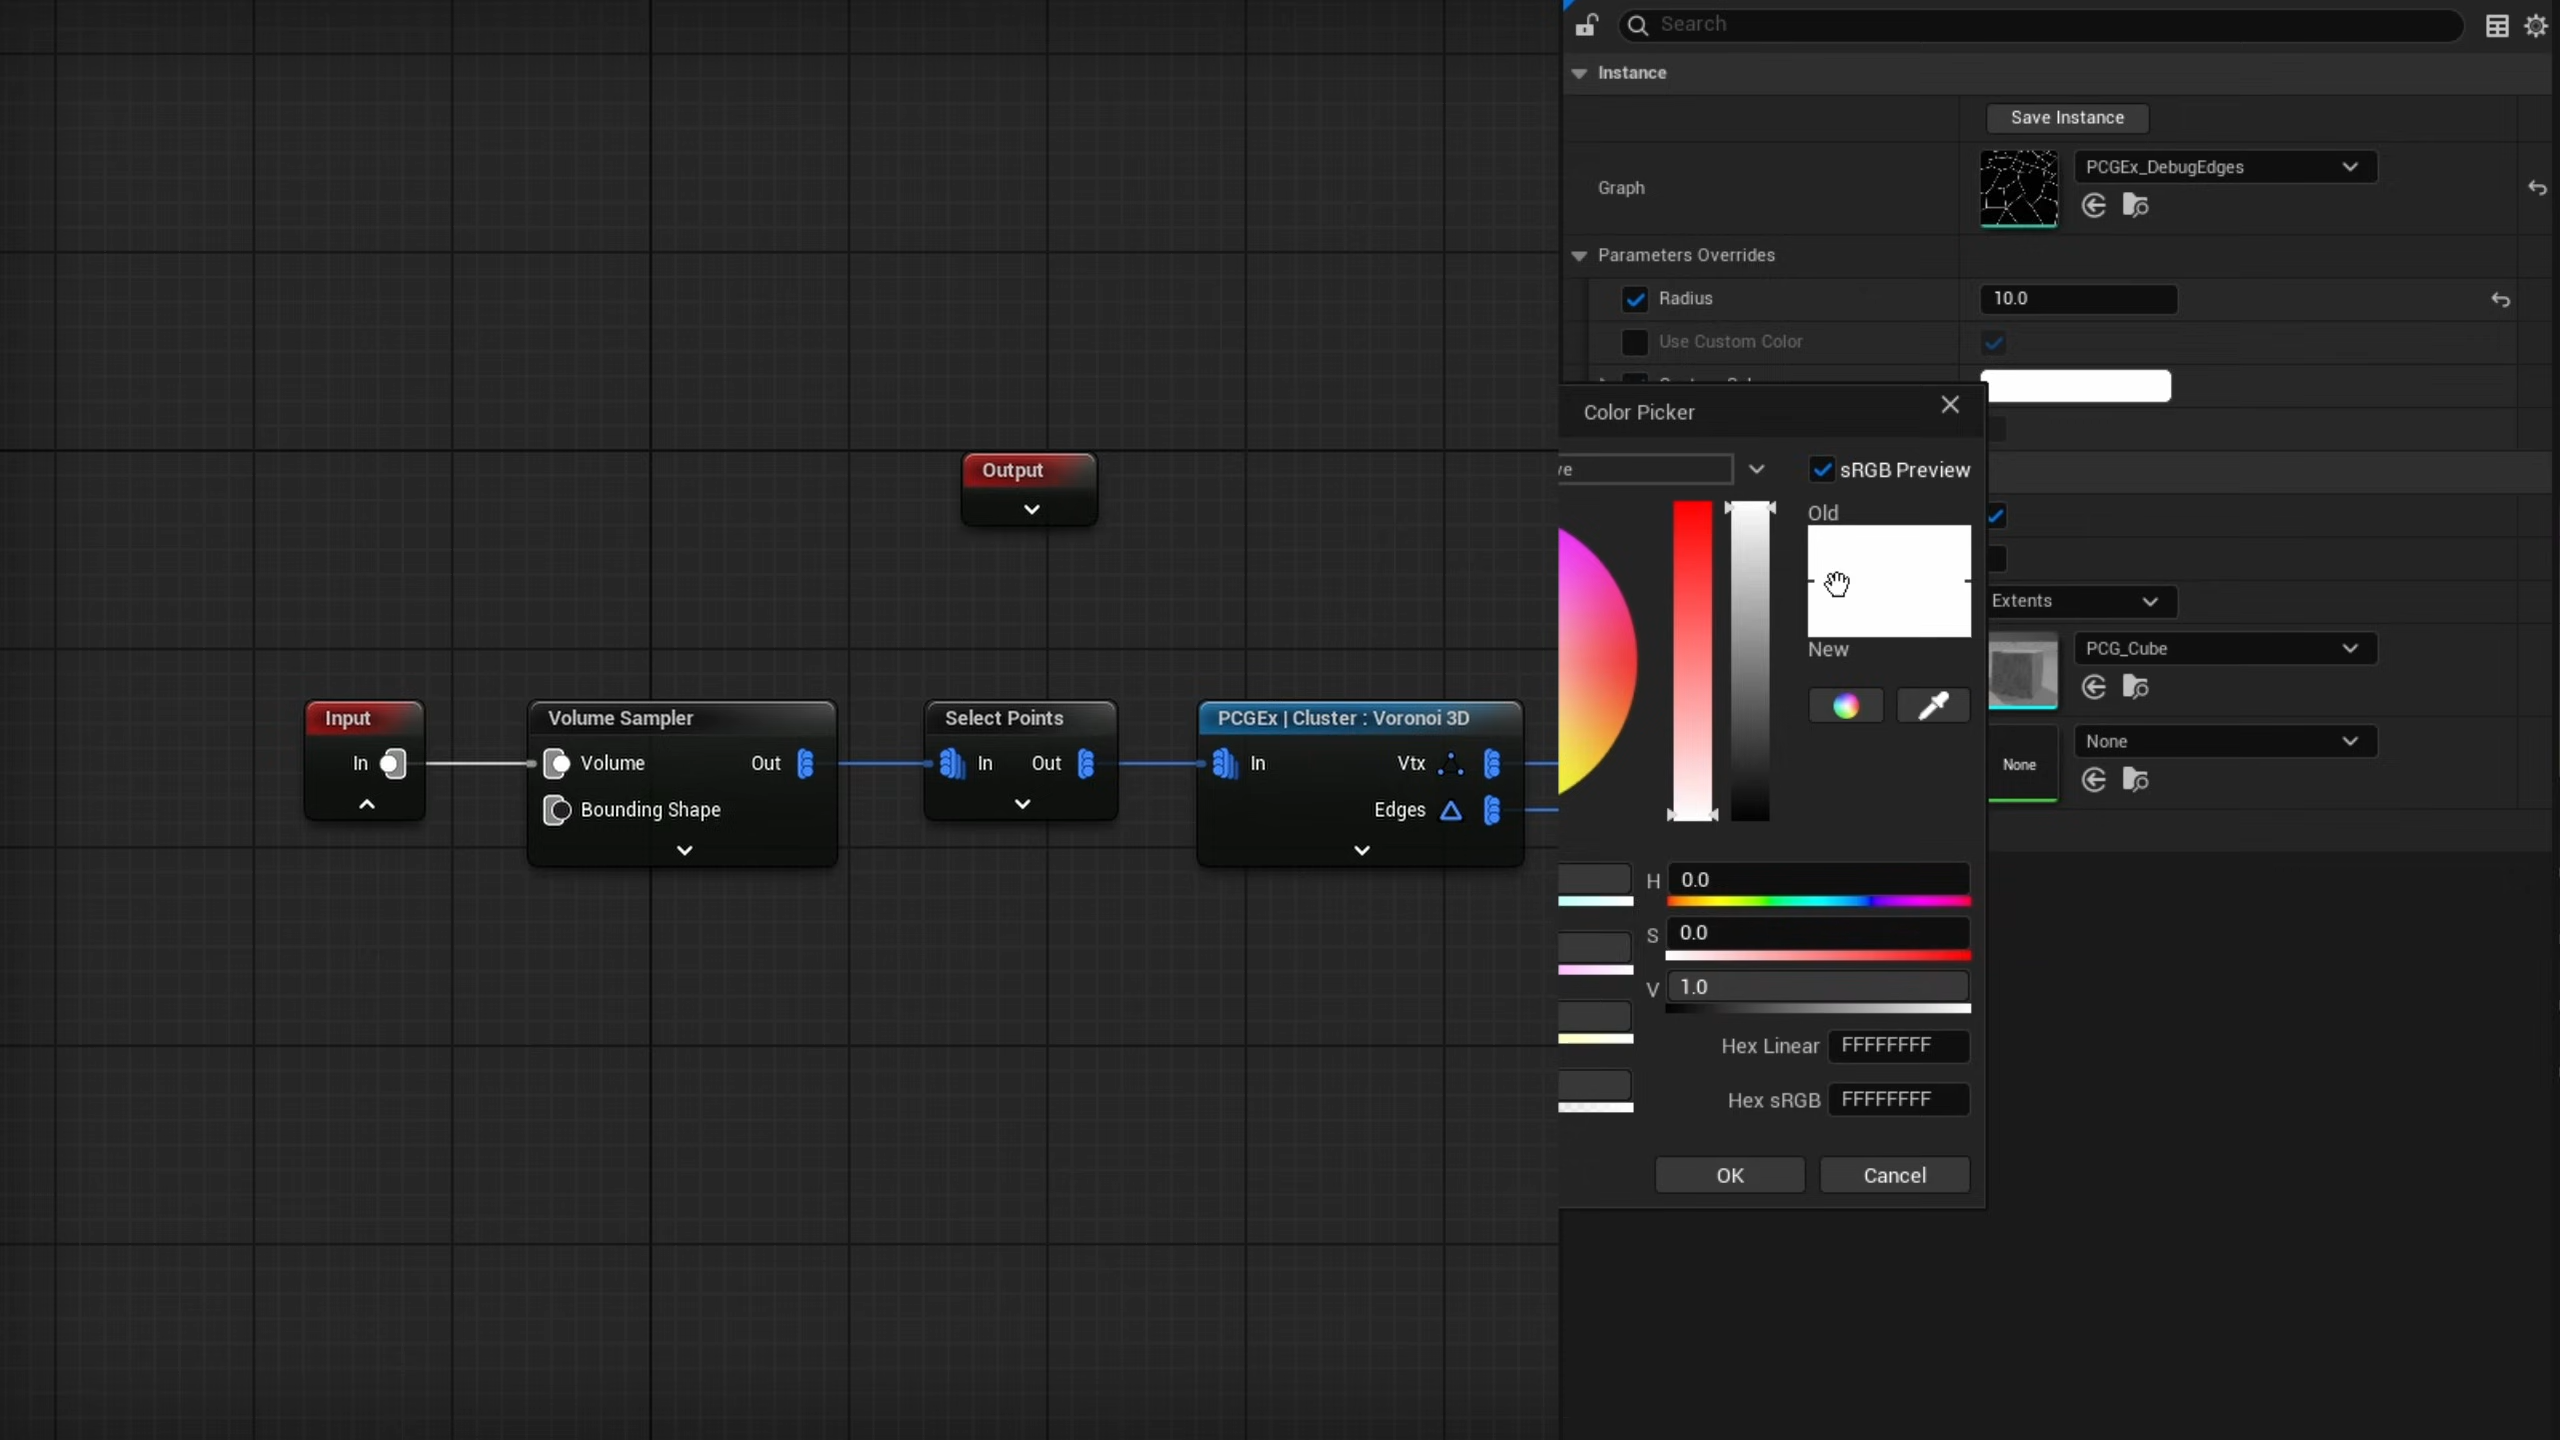 Search
Instance
Save Instance
Graph
PCGEx_DebugEdges
Parameters Overrides
Radius
10.0
Use Custom Color
Color Picker
sRGB Preview
Old
New
Extents
PCG_Cube
None
None
Output
Input
In
Volume Sampler
Volume
Out
Bounding Shape
Select Points
In
Out
PCGEx | Cluster : Voronoi 3D
In
Vtx
Edges
H
0.0
S
0.0
V
1.0
Hex Linear
FFFFFFFF
Hex sRGB
FFFFFFFF
OK
Cancel